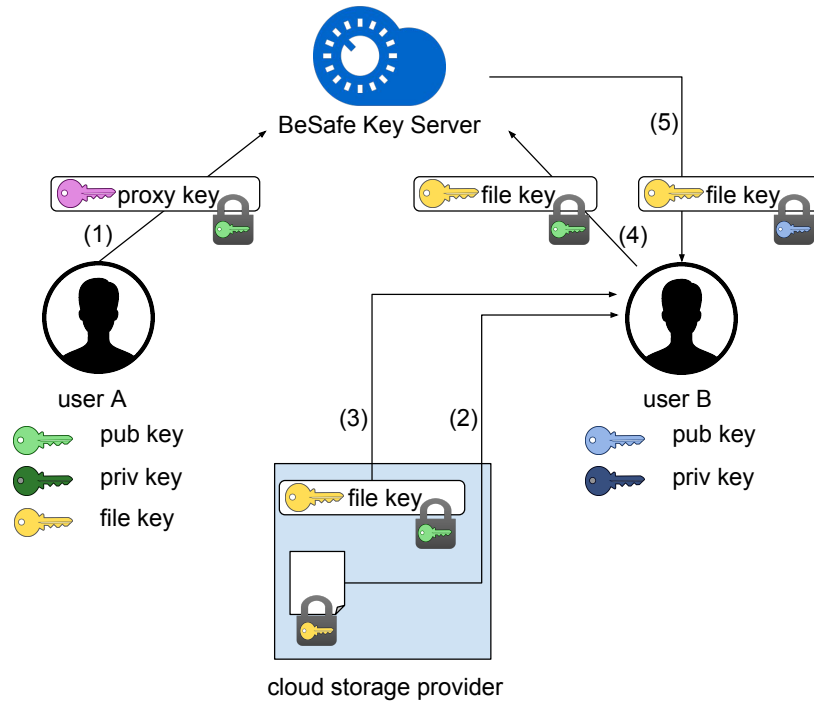 BeSafe Key Server
(5)
proxy key
file key
file key
(1)
(4)
user A
user B
(3)
(2)
pub key
pub key
priv key
priv key
file key
file key
cloud storage provider